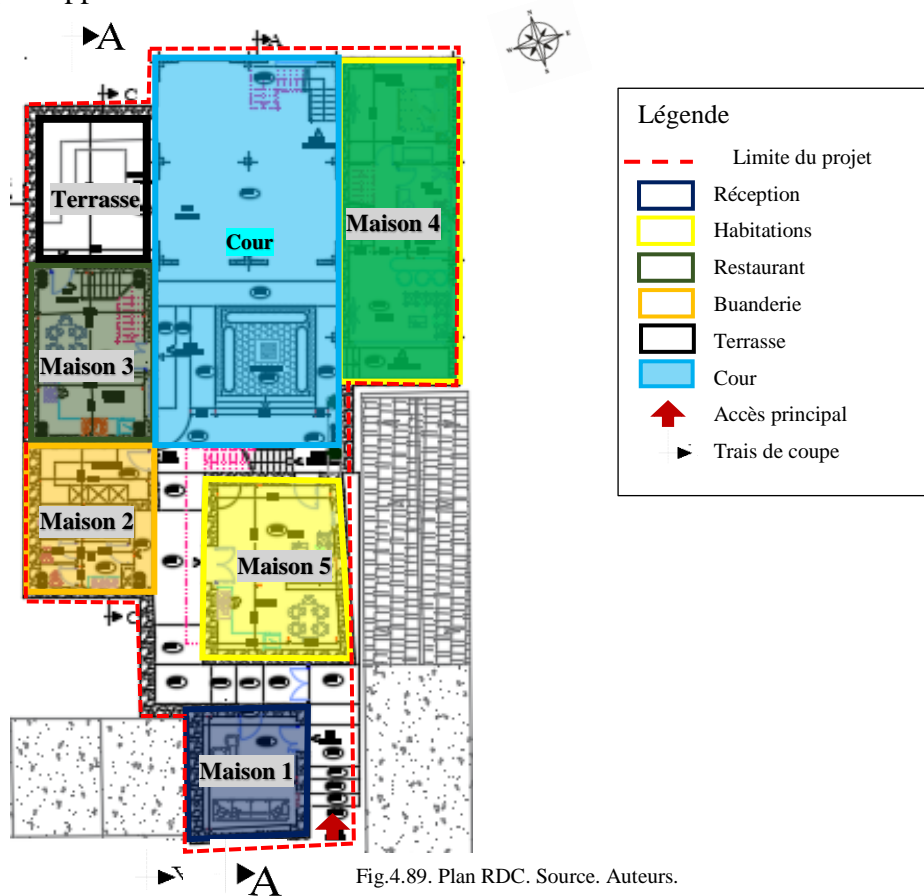 A
A
C
Terrasse
Cour
Maison 4
Maison 3
Maison 2
Maison 5
C
Maison 1
A
N
E
S
W
Légende
Limite du projet
Réception
Habitations
Restaurant
Buanderie
Terrasse
Cour
Accès principal
Trais de coupe
Fig.4.89. Plan RDC. Source. Auteurs.